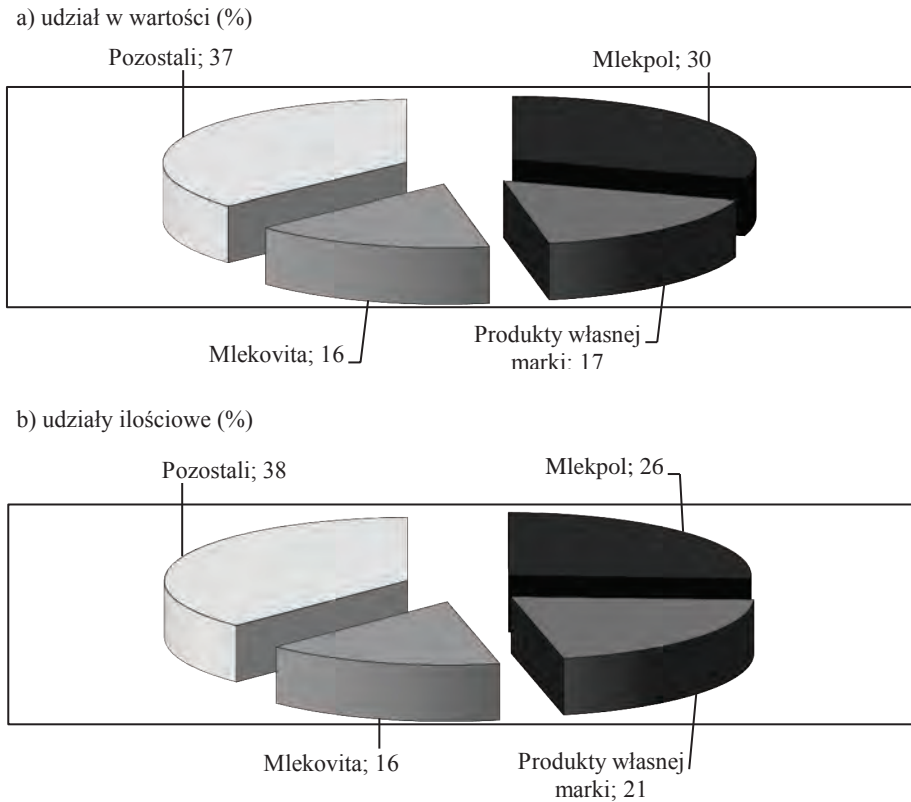 a) udział w wartości (%)
Pozostali; 37
Mlekpol; 30
Mlekovita; 16
Produkty własnej
marki; 17
b) udziały ilościowe (%)
Pozostali; 38
Mlekpol; 26
Mlekovita; 16
Produkty własnej
marki; 21